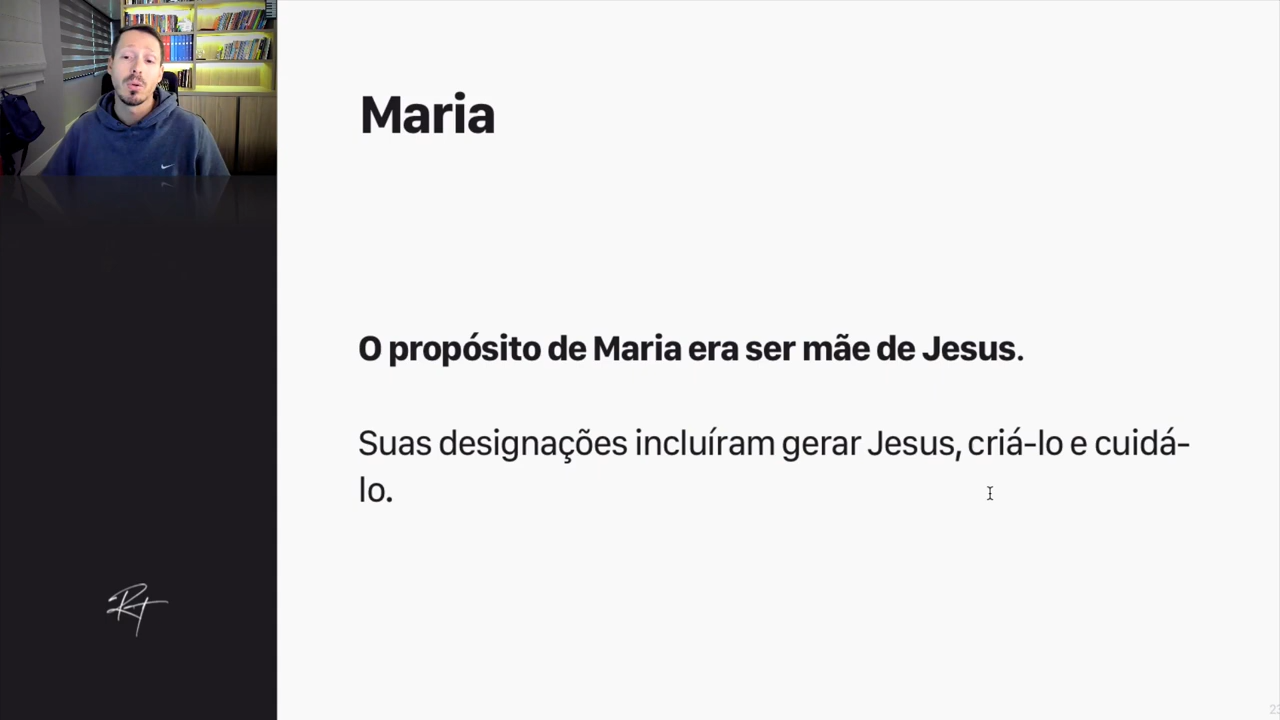 Maria
O propósito de Maria era ser mãe de Jesus.
Suas designações incluíram gerar Jesus, criá-lo e cuidá-
lo.